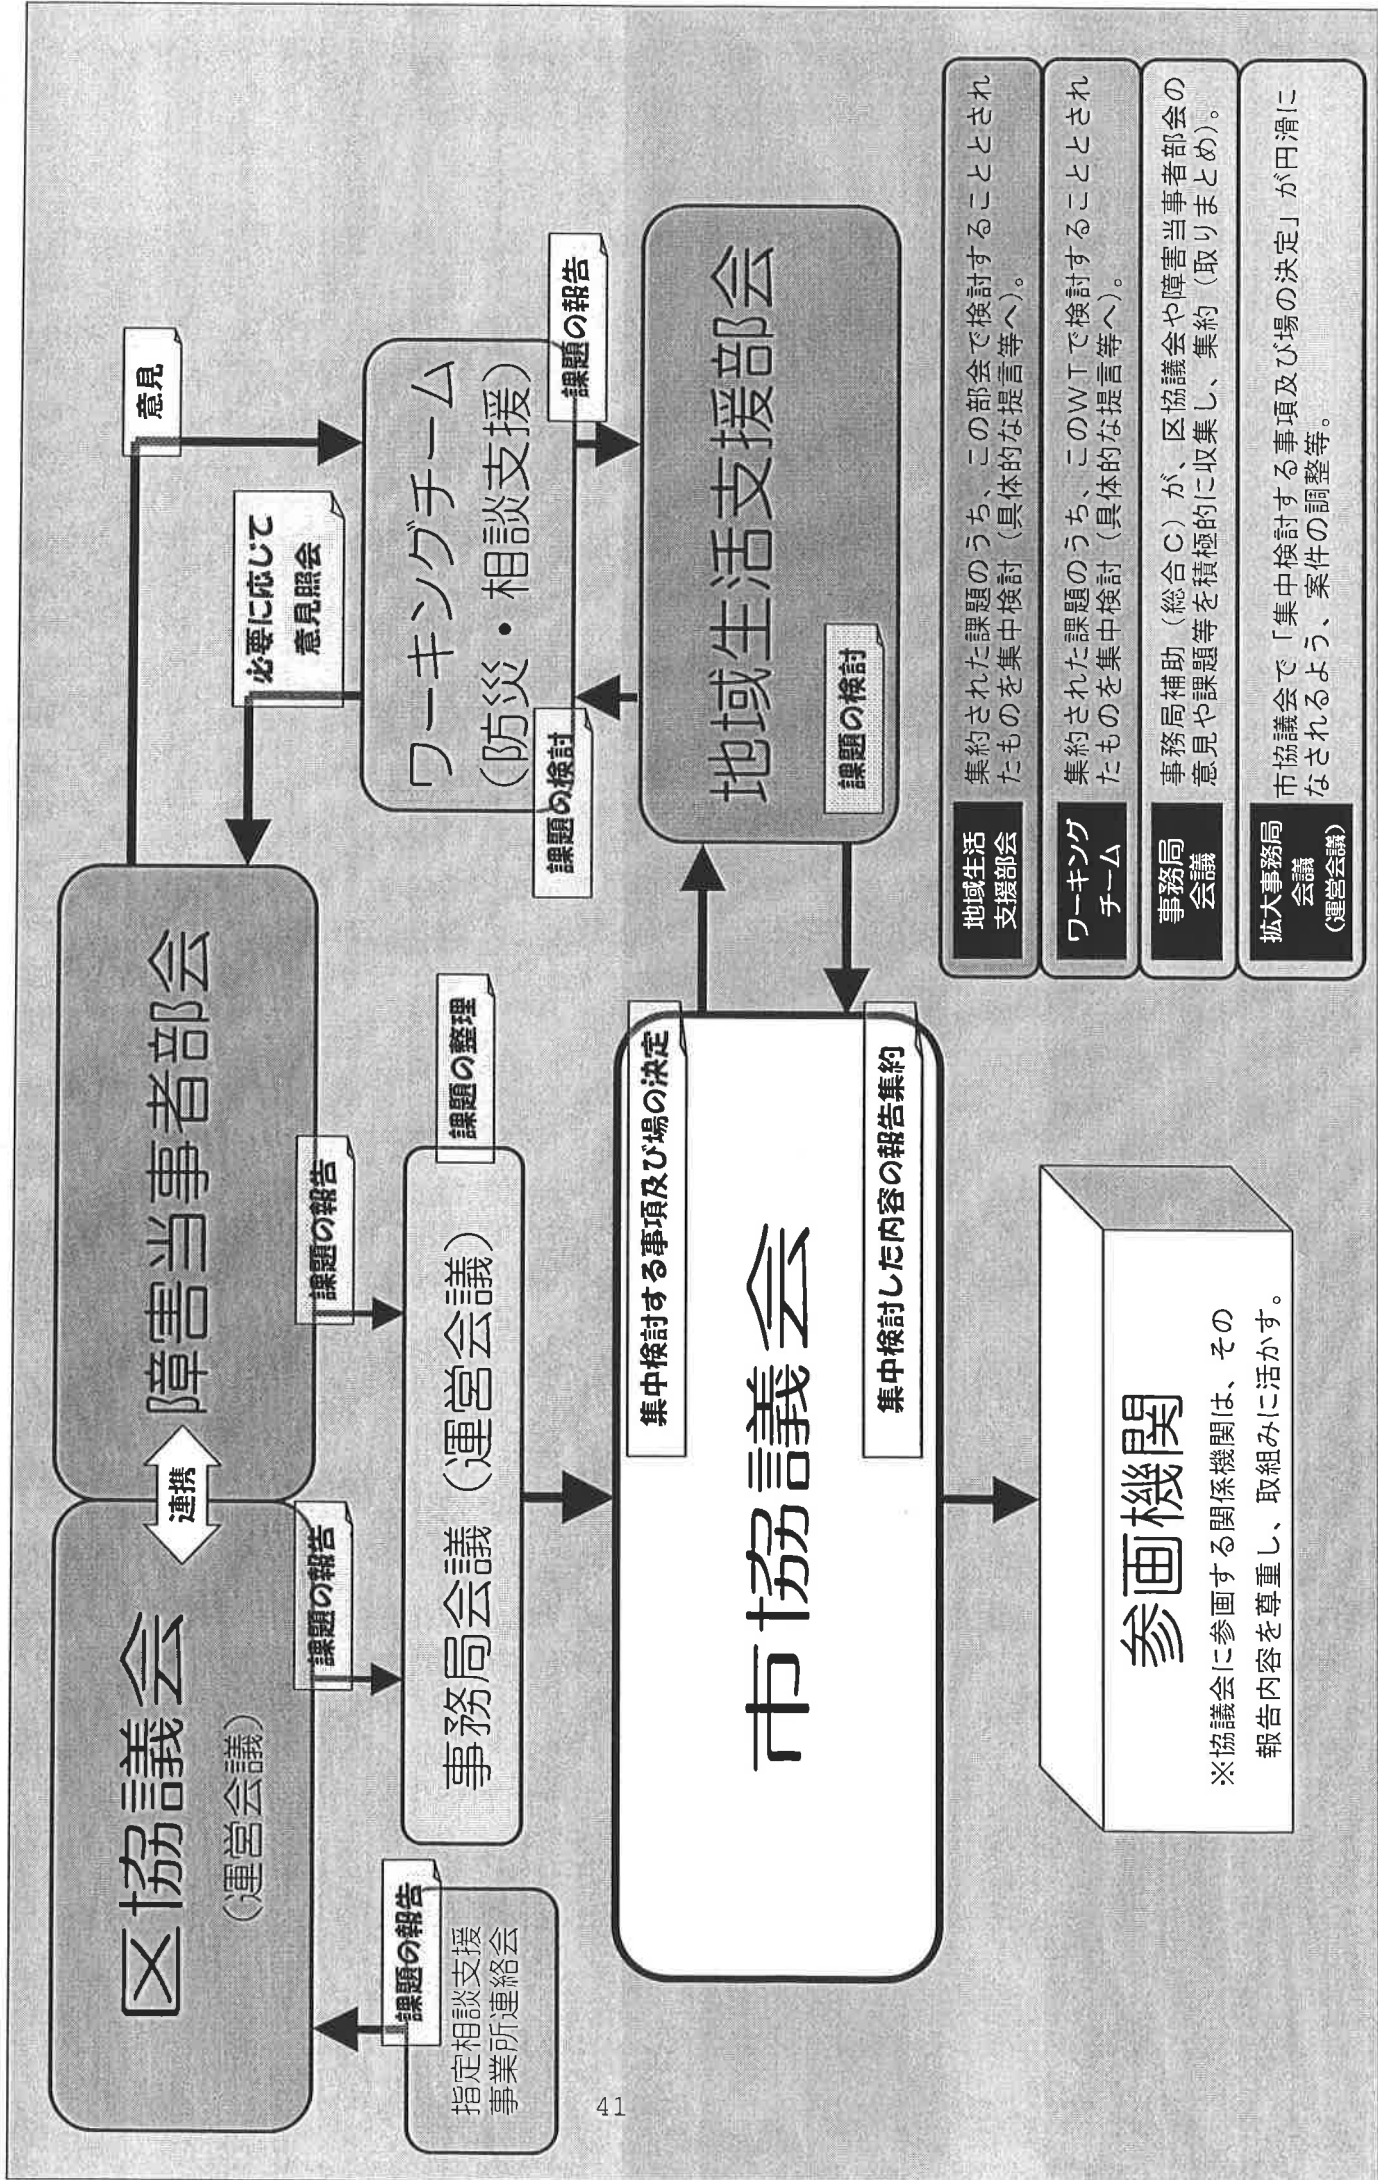 区協議会
(運営会議)
連携
障害当事者部会
意見
必要に応じて
意見照会
課題の報告
指定相談支援
事業所連絡会
課題の報告
課題の報告
事務局会議（運営会議）
課題の整理
ワーキングチーム
(防災・相談支援)
課題の検討
課題の報告
地域生活支援部会
課題の検討
市協議会
集中検討する事項及び場の決定
集中検討した内容の報告集約
参画機関
※協議会に参画する関係機関は、その
報告内容を尊重し、取組みに活かす。
地域生活
支援部会
集約された課題のうち、この部会で検討することとされ
たものを集中検討（具体的な提言等へ）。
ワーキング
チーム
集約された課題のうち、このWTで検討することとされ
たものを集中検討（具体的な提言等へ）。
事務局
会議
事務局補助（総合C）が、区協議会や障害当事者部会の
意見や課題等を積極的に収集し、集約（取りまとめ）。
拡大事務局
会議
(運営会議)
市協議会で「集中検討する事項及び場の決定」が円滑に
なされるよう、案件の調整等。
41